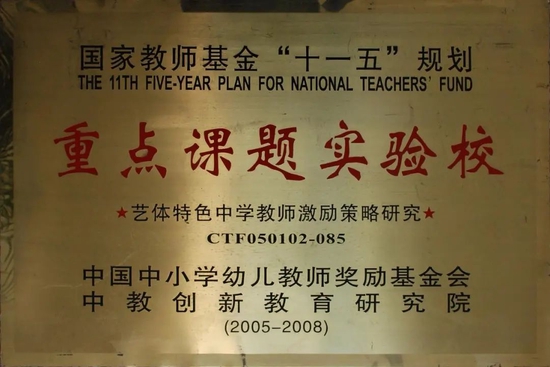 国家教师基金“十一五”规划
THE 11TH FIVE-YEAR PLAN FOR NATIONAL TEACHERS' FUND
重点课题实验校
★艺体特色中学教师激励策略研究★
CTF050102-085
中国中小学幼儿教师奖励基金会
中教创新教育研究院
(2005-2008)